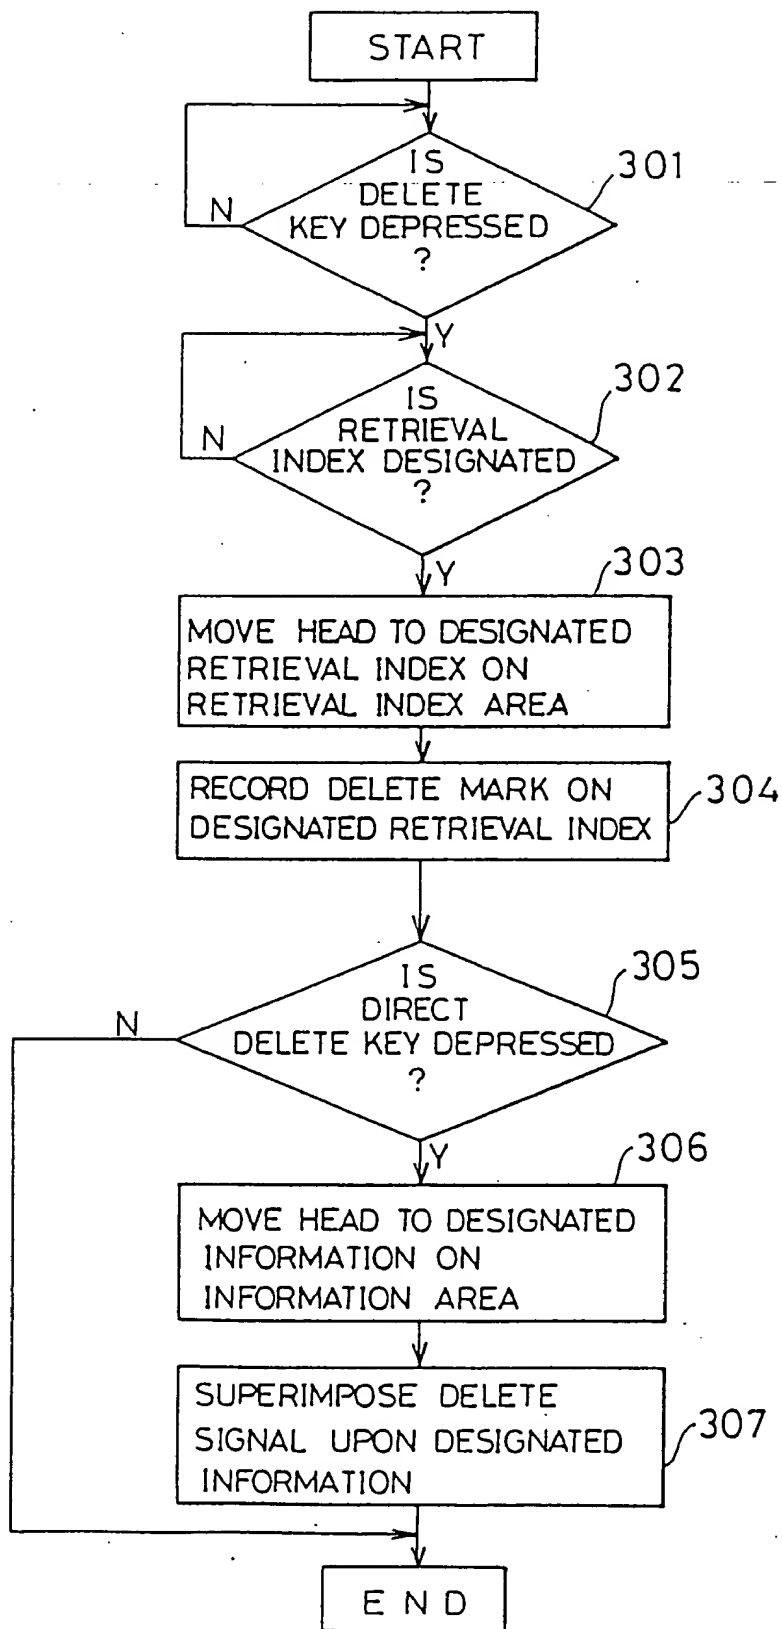 START
IS
DELETE
KEY DEPRESSED
?
301
N
Y
IS
RETRIEVAL
INDEX DESIGNATED
?
302
N
Y
303
MOVE HEAD TO DESIGNATED
RETRIEVAL INDEX ON
RETRIEVAL INDEX AREA
RECORD DELETE MARK ON
DESIGNATED RETRIEVAL INDEX
304
IS
DIRECT
DELETE KEY DEPRESSED
?
305
N
Y
306
MOVE HEAD TO DESIGNATED
INFORMATION ON
INFORMATION AREA
SUPERIMPOSE DELETE
SIGNAL UPON DESIGNATED
INFORMATION
307
END